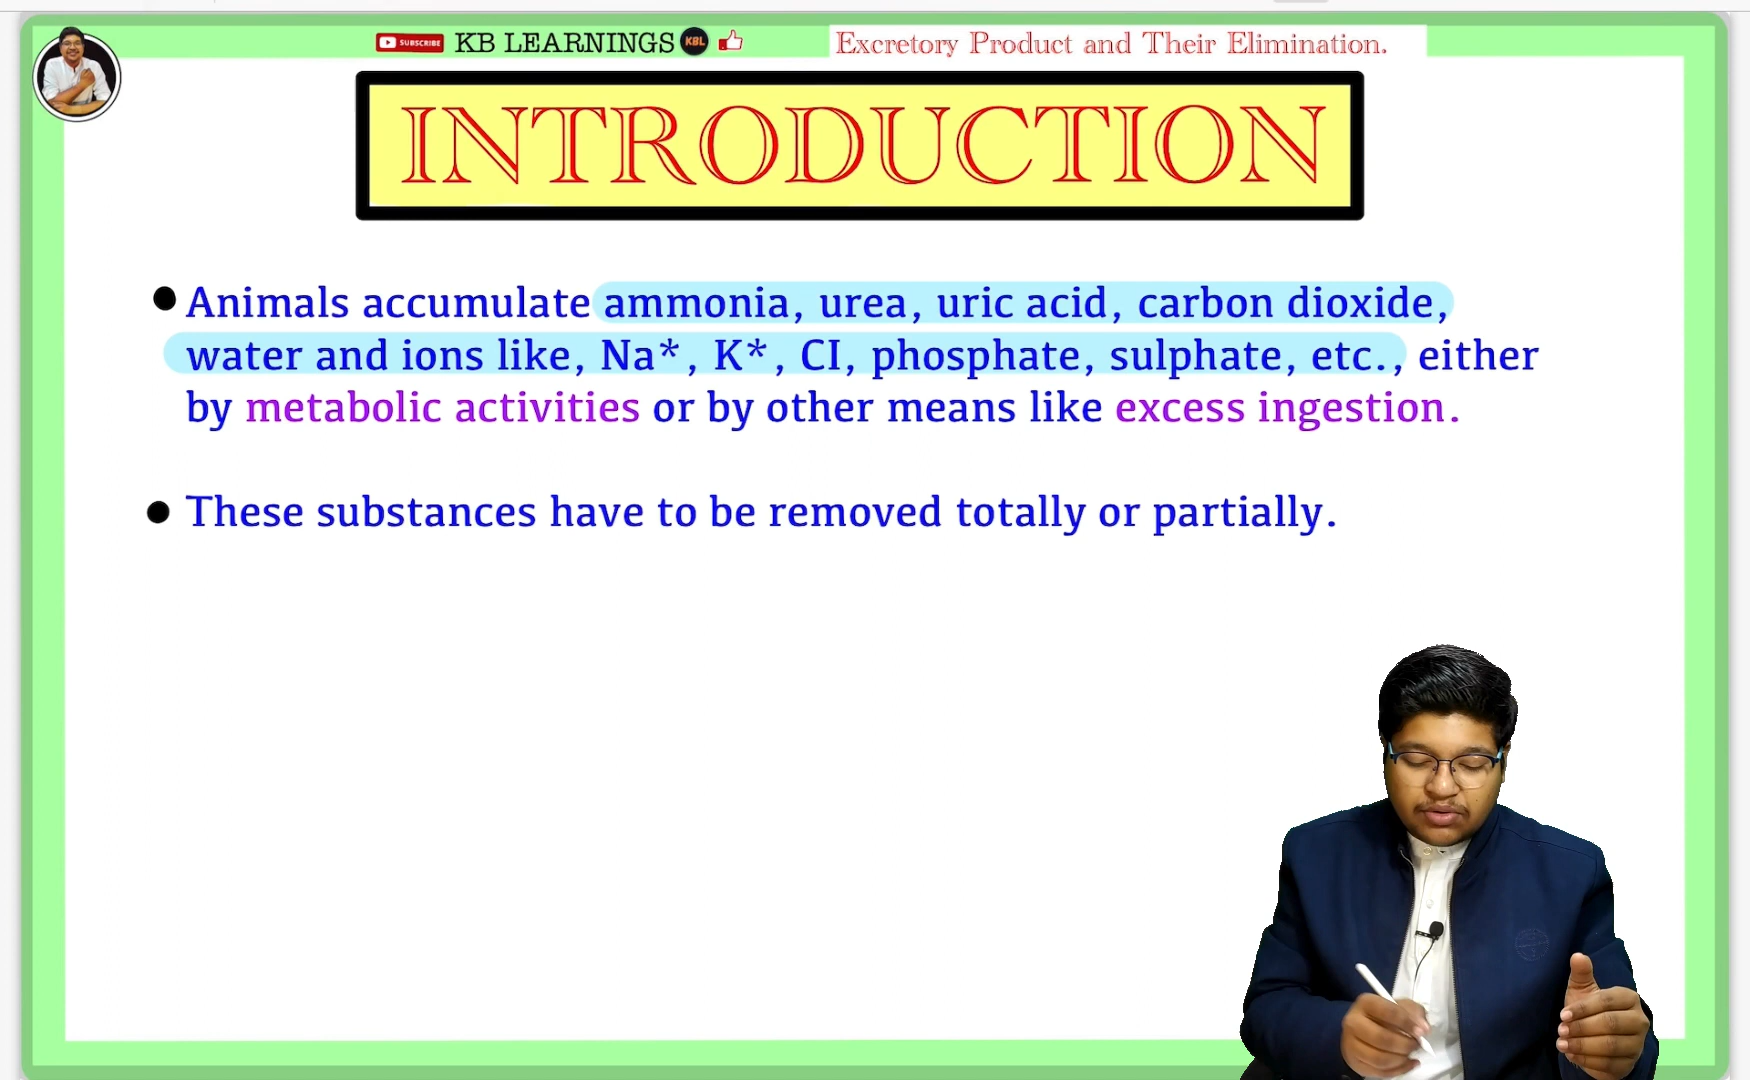 SUBSCRIBE KB LEARNINGS KBL Excretory Product and Their Elimination.
INTRODUCTION
Animals accumulate ammonia, urea, uric acid, carbon dioxide,
water and ions like, Na*, K*, CI, phosphate, sulphate, etc., either
by metabolic activities or by other means like excess ingestion.
These substances have to be removed totally or partially.